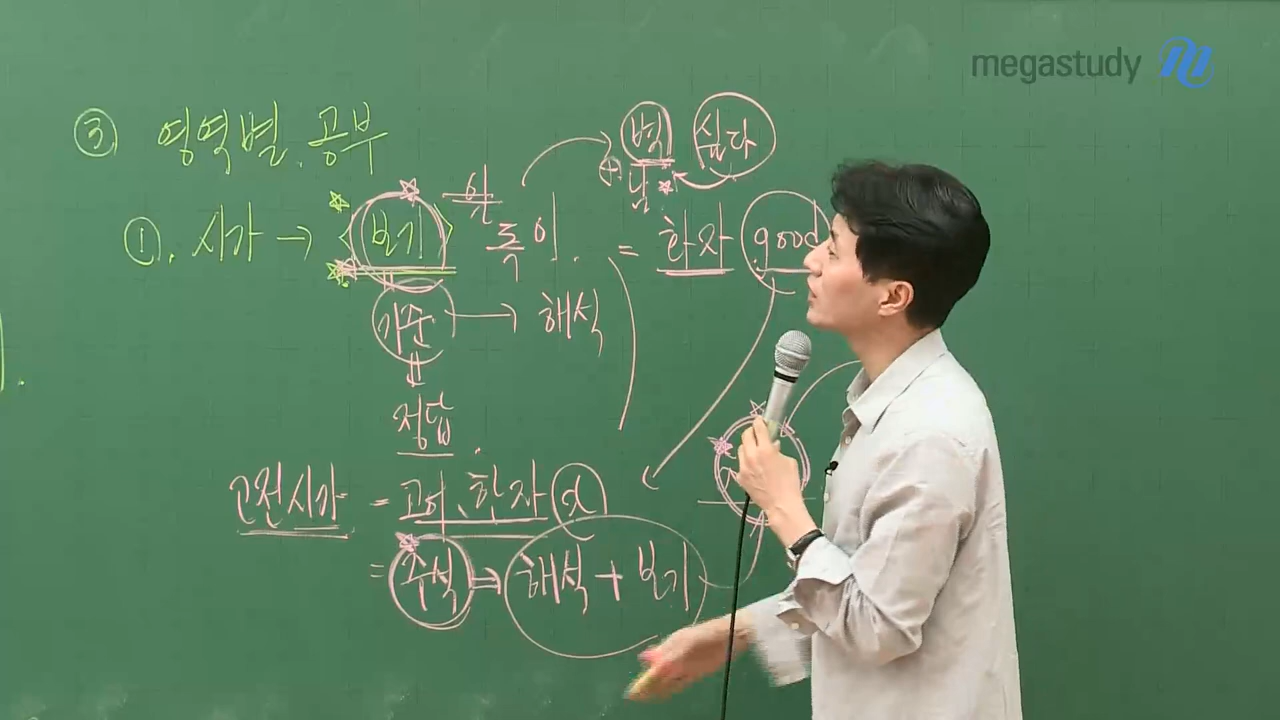 megastudy
③ 영역별. 공부
벽 싫다
⊕ 남
①. 시가 → <보기> 독이. = 한자 good
기준 → 해석
정답.
고전시가 = 고어, 한자
= 주석 → 해석 + 보기